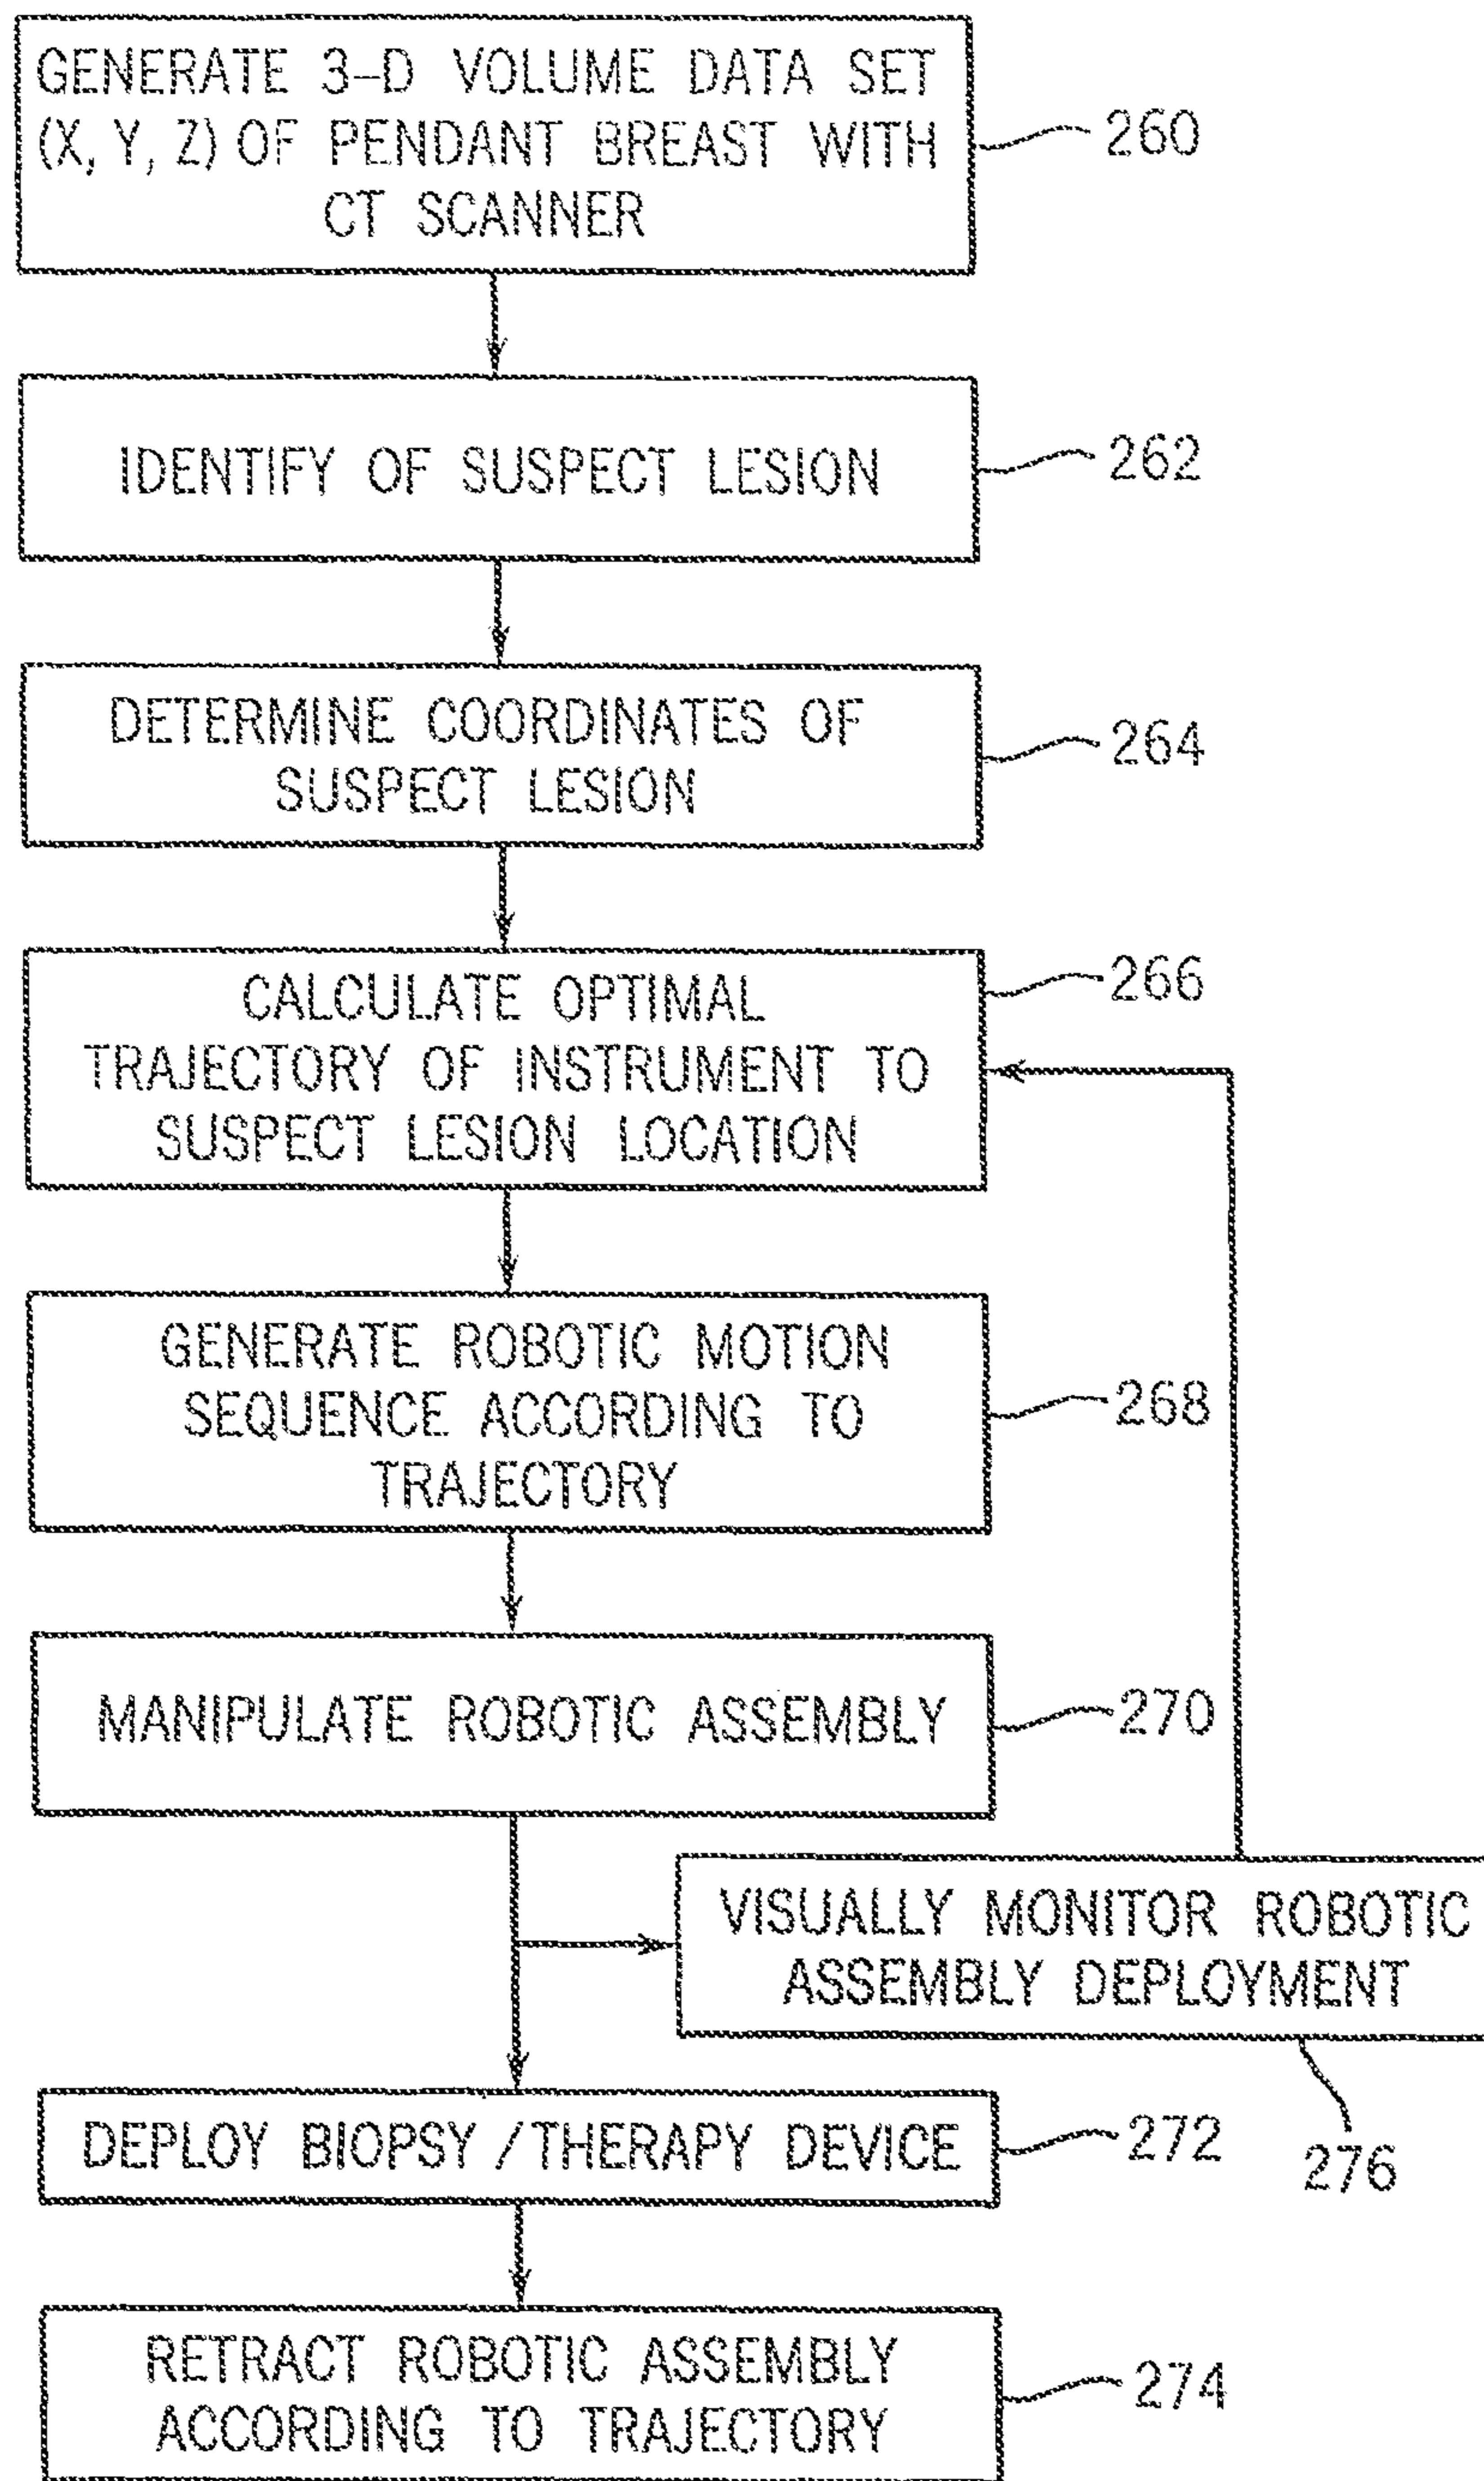 GENERATE 3-D VOLUME DATA SET
(X, Y, Z) OF PENDANT BREAST WITH
CT SCANNER
260
IDENTIFY OF SUSPECT LESION
262
DETERMINE COORDINATES OF
SUSPECT LESION
264
CALCULATE OPTIMAL
TRAJECTORY OF INSTRUMENT TO
SUSPECT LESION LOCATION
266
GENERATE ROBOTIC MOTION
SEQUENCE ACCORDING TO
TRAJECTORY
268
MANIPULATE ROBOTIC ASSEMBLY
270
VISUALLY MONITOR ROBOTIC
ASSEMBLY DEPLOYMENT
276
DEPLOY BIOPSY/THERAPY DEVICE
272
RETRACT ROBOTIC ASSEMBLY
ACCORDING TO TRAJECTORY
274